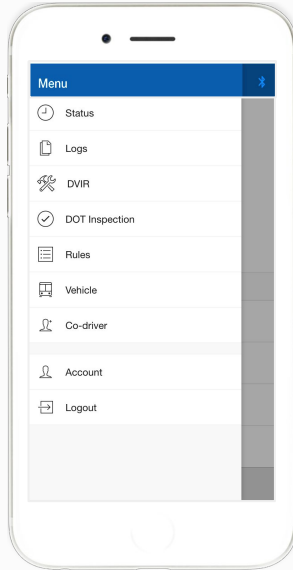 Menu
Status
Logs
DVIR
DOT Inspection
Rules
Vehicle
Co-driver
Account
Logout